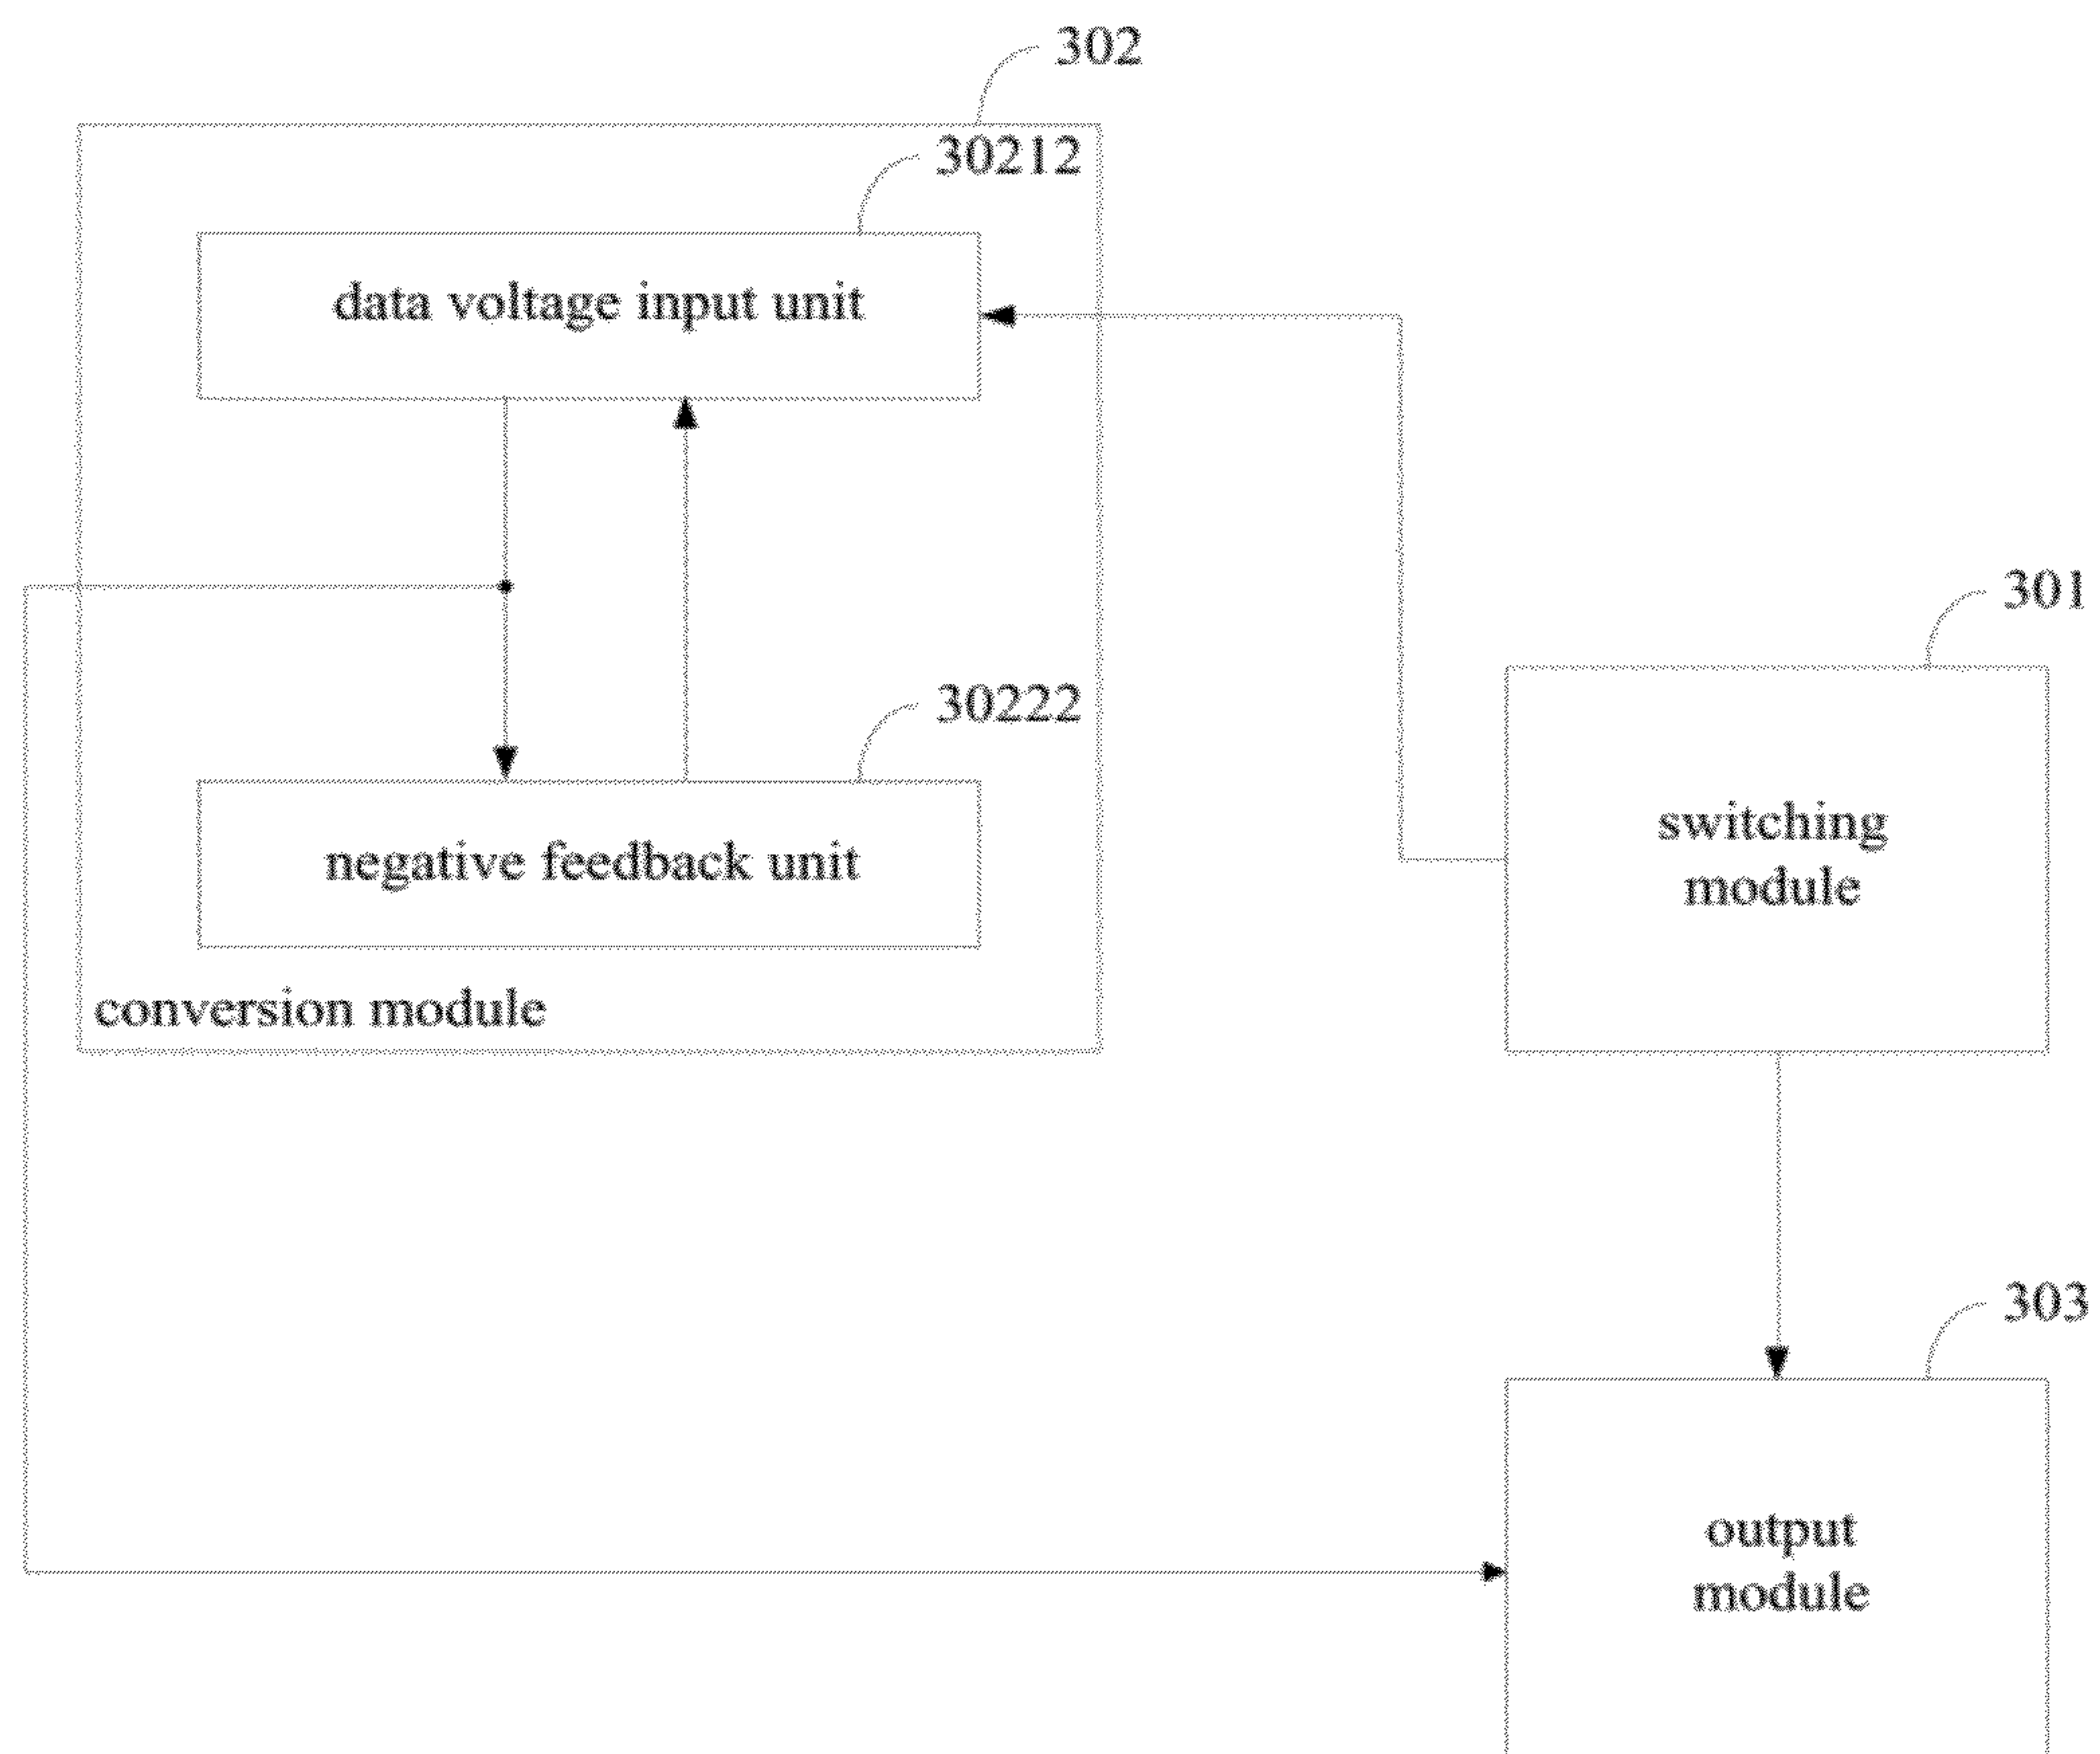 302
30212
data voltage input unit
301
30222
switching
module
negative feedback unit
conversion module
303
output
module